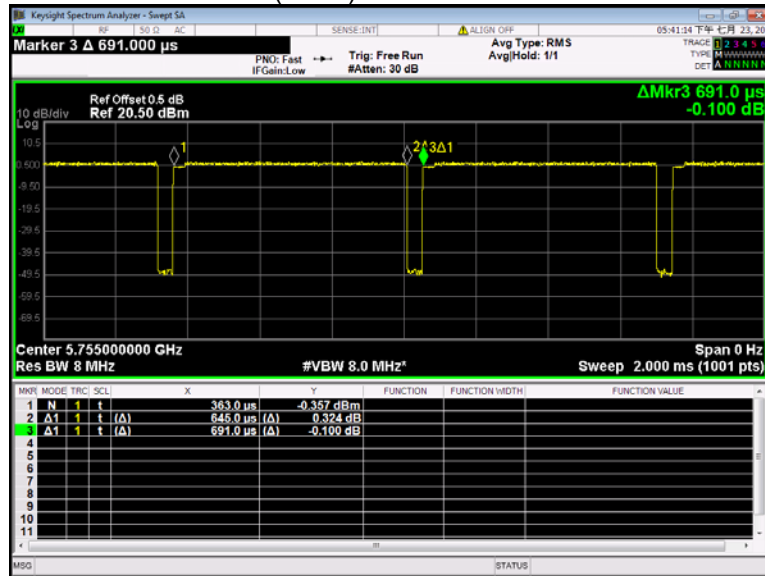 Keysight Spectrum Analyzer - Swept SA
RF 50 Ω AC SENSE:INT ALIGN OFF 05:41:14 下午 七月 23, 20
Marker 3 Δ 691.000 µs
PNO: Fast
IFGain:Low
Trig: Free Run
#Atten: 30 dB
Avg Type: RMS
Avg|Hold: 1/1
TRACE 1 2 3 4 5 6
TYPE M WWWWW
DET A N N N N N
ΔMkr3 691.0 µs
-0.100 dB
Ref Offset 0.5 dB
10 dB/div Ref 20.50 dBm
Log
10.5
0.500
-9.50
-19.5
-29.5
-39.5
-49.5
-59.5
-69.5
1
2
3Δ1
Center 5.755000000 GHz Span 0 Hz
Res BW 8 MHz #VBW 8.0 MHz* Sweep 2.000 ms (1001 pts)
MKR MODE TRC SCL X Y FUNCTION FUNCTION WIDTH FUNCTION VALUE
1 N 1 t 363.0 µs -0.357 dBm
2 Δ1 1 t (Δ) 645.0 µs (Δ) 0.324 dB
3 Δ1 1 t (Δ) 691.0 µs (Δ) -0.100 dB
4
5
6
7
8
9
10
11
MSG STATUS